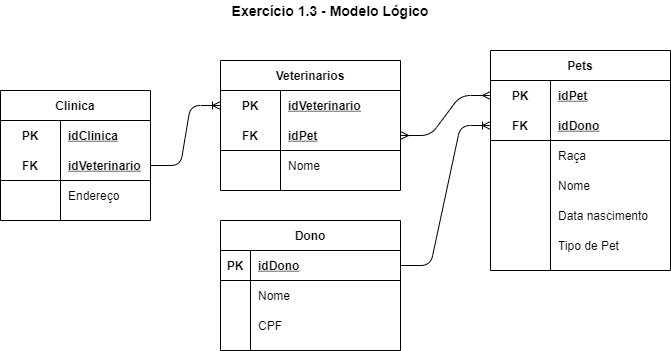 Exercício 1.3 - Modelo Lógico
Clinica
PK idClinica
FK idVeterinario
Endereço
Veterinarios
PK idVeterinario
FK idPet
Nome
Dono
PK idDono
Nome
CPF
Pets
PK idPet
FK idDono
Raça
Nome
Data nascimento
Tipo de Pet